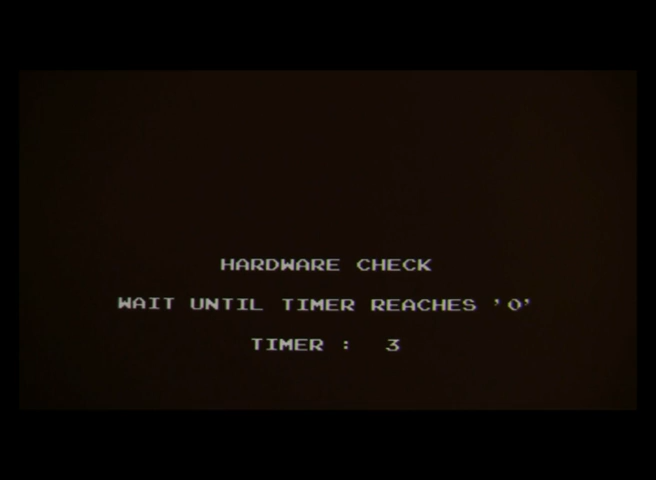 HARDWARE CHECK
WAIT UNTIL TIMER REACHES '0'
TIMER : 3